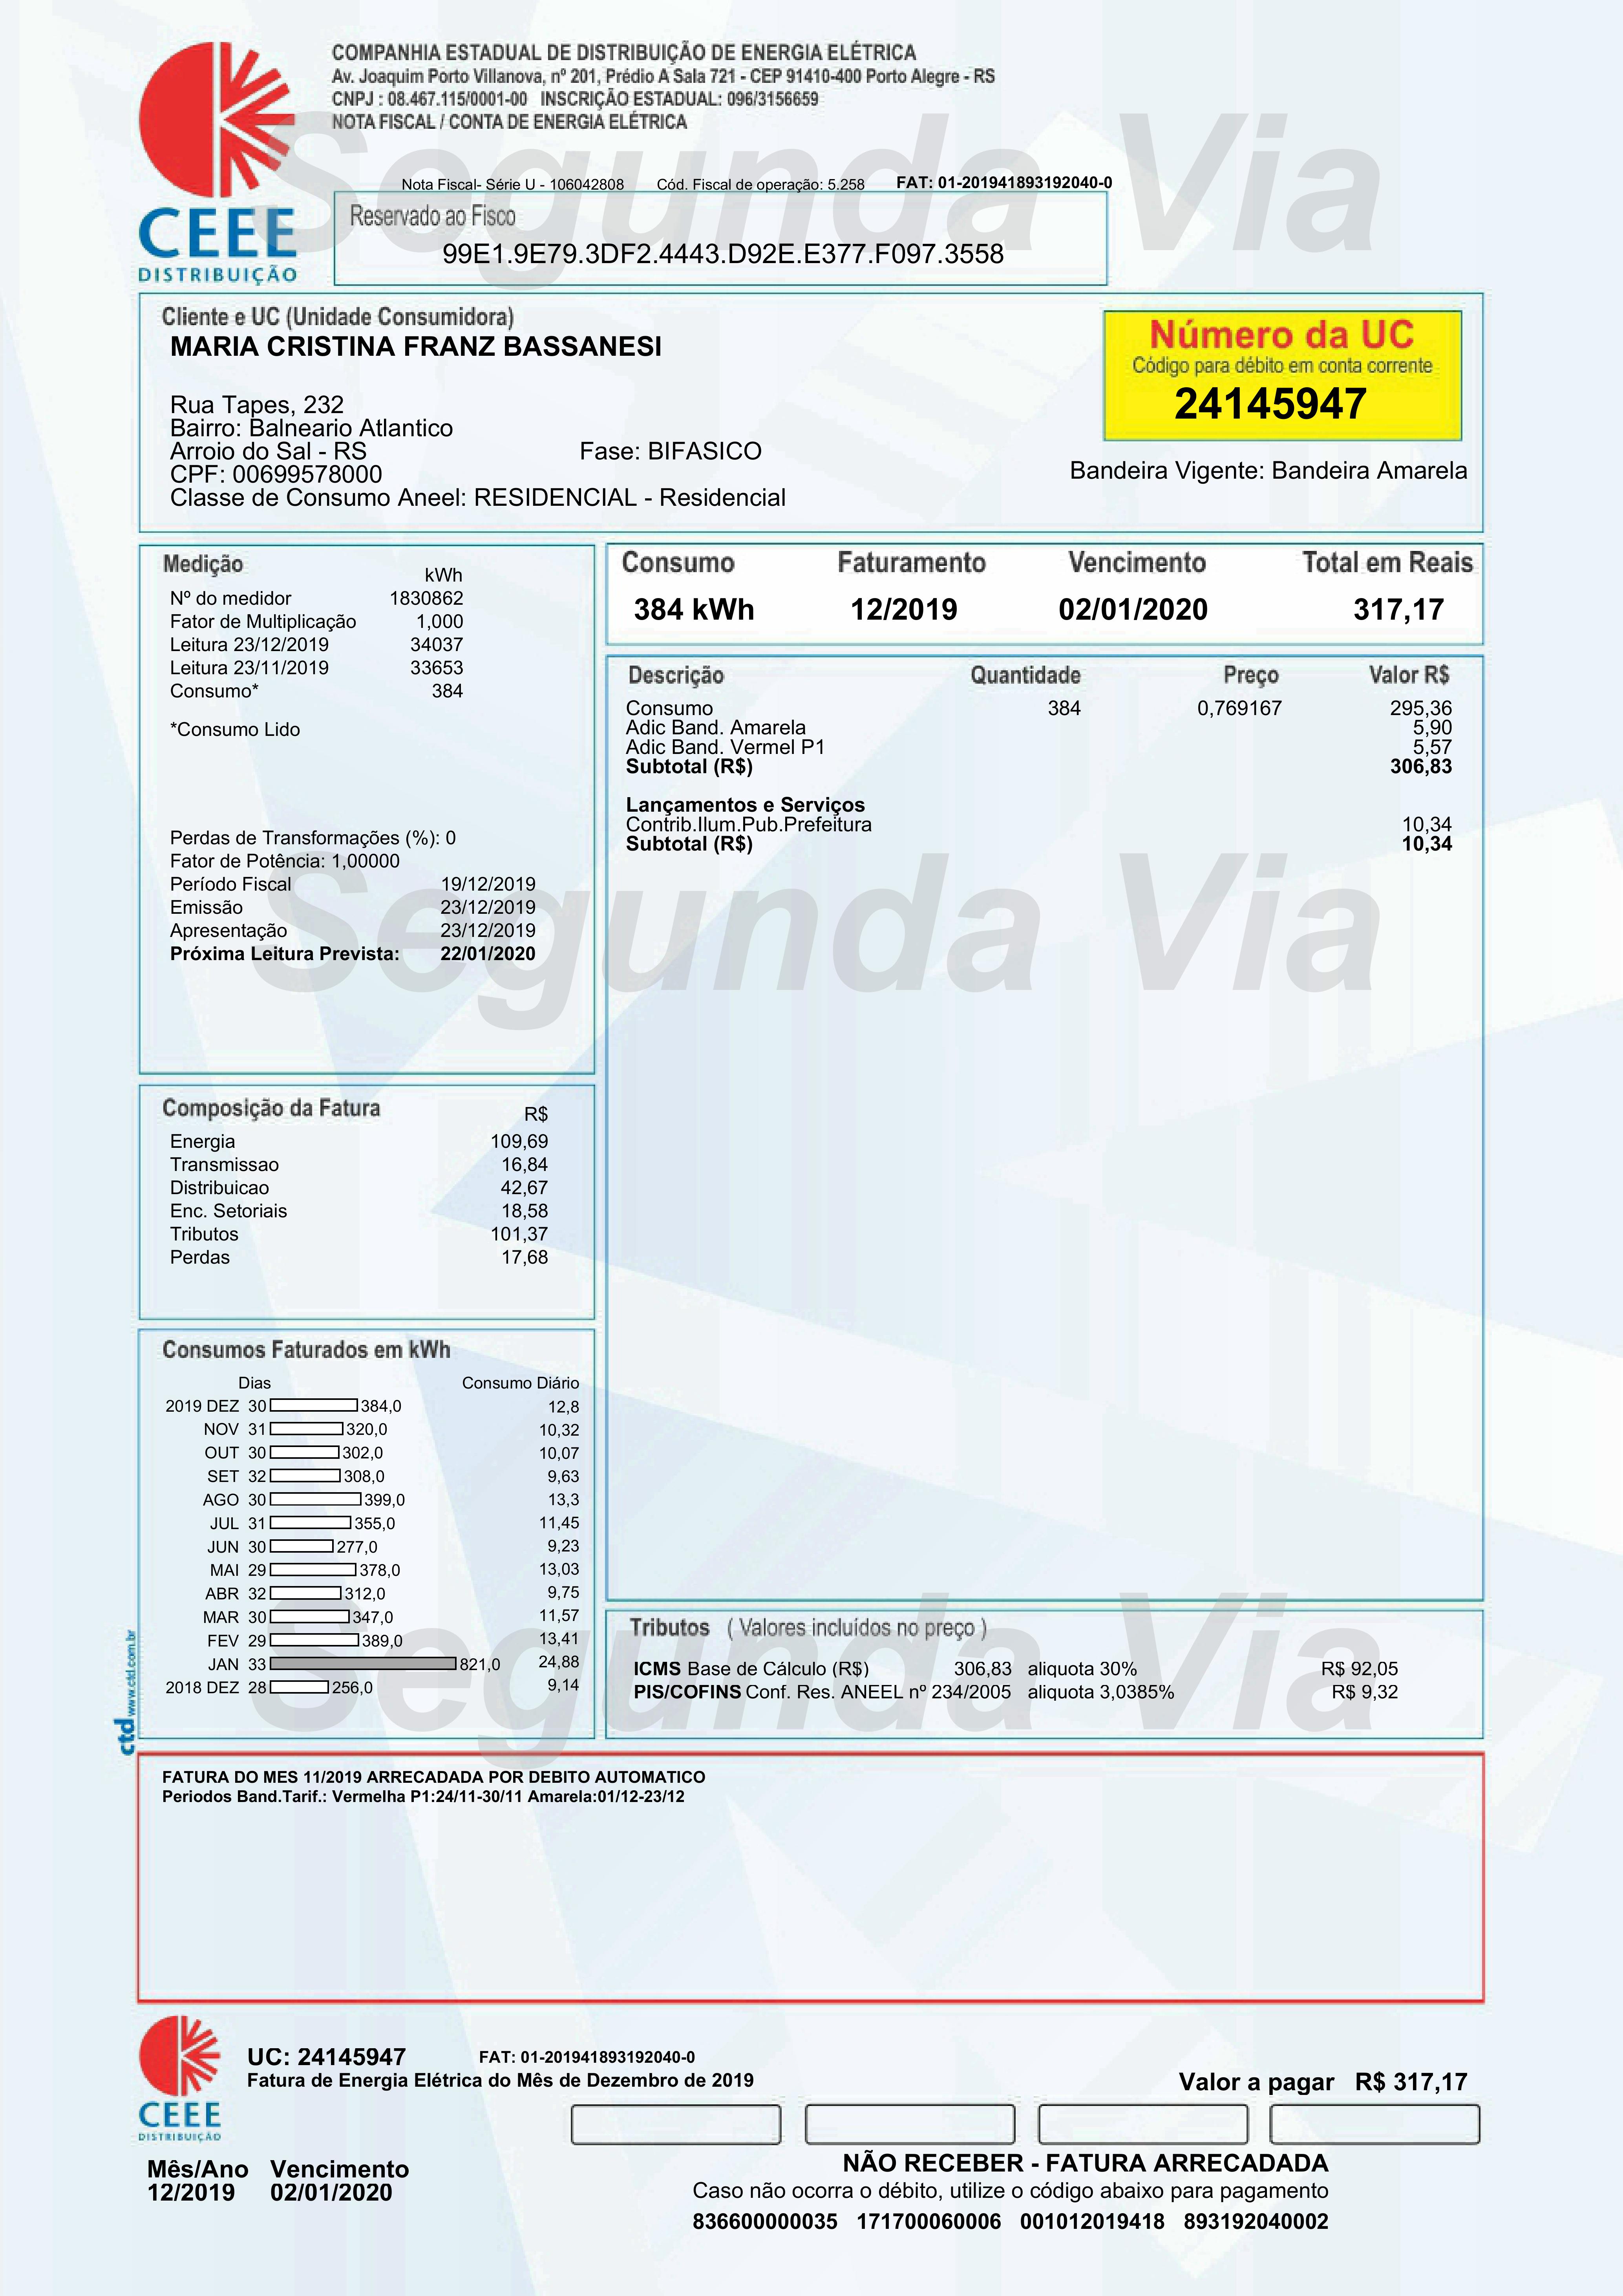 COMPANHIA ESTADUAL DE DISTRIBUIÇÃO DE ENERGIA ELÉTRICA
Av. Joaquim Porto Villanova, nº 201, Prédio A Sala 721 - CEP 91410-400 Porto Alegre - RS
CNPJ : 08.467.115/0001-00 INSCRIÇÃO ESTADUAL: 096/3156659
NOTA FISCAL / CONTA DE ENERGIA ELÉTRICA
Segunda Via
Nota Fiscal- Série U - 106042808 Cód. Fiscal de operação: 5.258 FAT: 01-201941893192040-0
CEEE
DISTRIBUIÇÃO
Reservado ao Fisco
99E1.9E79.3DF2.4443.D92E.E377.F097.3558
Cliente e UC (Unidade Consumidora)
MARIA CRISTINA FRANZ BASSANESI
Rua Tapes, 232
Bairro: Balneario Atlantico
Arroio do Sal - RS Fase: BIFASICO
CPF: 00699578000
Classe de Consumo Aneel: RESIDENCIAL - Residencial
Número da UC
Código para débito em conta corrente
24145947
Bandeira Vigente: Bandeira Amarela
Medição
kWh
Nº do medidor 1830862
Fator de Multiplicação 1,000
Leitura 23/12/2019 34037
Leitura 23/11/2019 33653
Consumo* 384
*Consumo Lido
Perdas de Transformações (%): 0
Fator de Potência: 1,00000
Período Fiscal 19/12/2019
Emissão 23/12/2019
Apresentação 23/12/2019
Próxima Leitura Prevista: 22/01/2020
Consumo Faturamento Vencimento Total em Reais
384 kWh 12/2019 02/01/2020 317,17
Descrição Quantidade Preço Valor R$
Consumo 384 0,769167 295,36
Adic Band. Amarela 5,90
Adic Band. Vermel P1 5,57
Subtotal (R$) 306,83
Lançamentos e Serviços
Contrib.Ilum.Pub.Prefeitura 10,34
Subtotal (R$) 10,34
Segunda Via
Composição da Fatura R$
Energia 109,69
Transmissao 16,84
Distribuicao 42,67
Enc. Setoriais 18,58
Tributos 101,37
Perdas 17,68
Consumos Faturados em kWh
Dias Consumo Diário
2019 DEZ 30 384,0 12,8
NOV 31 320,0 10,32
OUT 30 302,0 10,07
SET 32 308,0 9,63
AGO 30 399,0 13,3
JUL 31 355,0 11,45
JUN 30 277,0 9,23
MAI 29 378,0 13,03
ABR 32 312,0 9,75
MAR 30 347,0 11,57
FEV 29 389,0 13,41
JAN 33 821,0 24,88
2018 DEZ 28 256,0 9,14
Segunda Via
Tributos ( Valores incluídos no preço )
ICMS Base de Cálculo (R$) 306,83 aliquota 30% R$ 92,05
PIS/COFINS Conf. Res. ANEEL nº 234/2005 aliquota 3,0385% R$ 9,32
ctd www.ctd.com.br
FATURA DO MES 11/2019 ARRECADADA POR DEBITO AUTOMATICO
Periodos Band.Tarif.: Vermelha P1:24/11-30/11 Amarela:01/12-23/12
CEEE
DISTRIBUIÇÃO
UC: 24145947 FAT: 01-201941893192040-0
Fatura de Energia Elétrica do Mês de Dezembro de 2019
Valor a pagar R$ 317,17
Mês/Ano Vencimento
12/2019 02/01/2020
NÃO RECEBER - FATURA ARRECADADA
Caso não ocorra o débito, utilize o código abaixo para pagamento
836600000035 171700060006 001012019418 893192040002